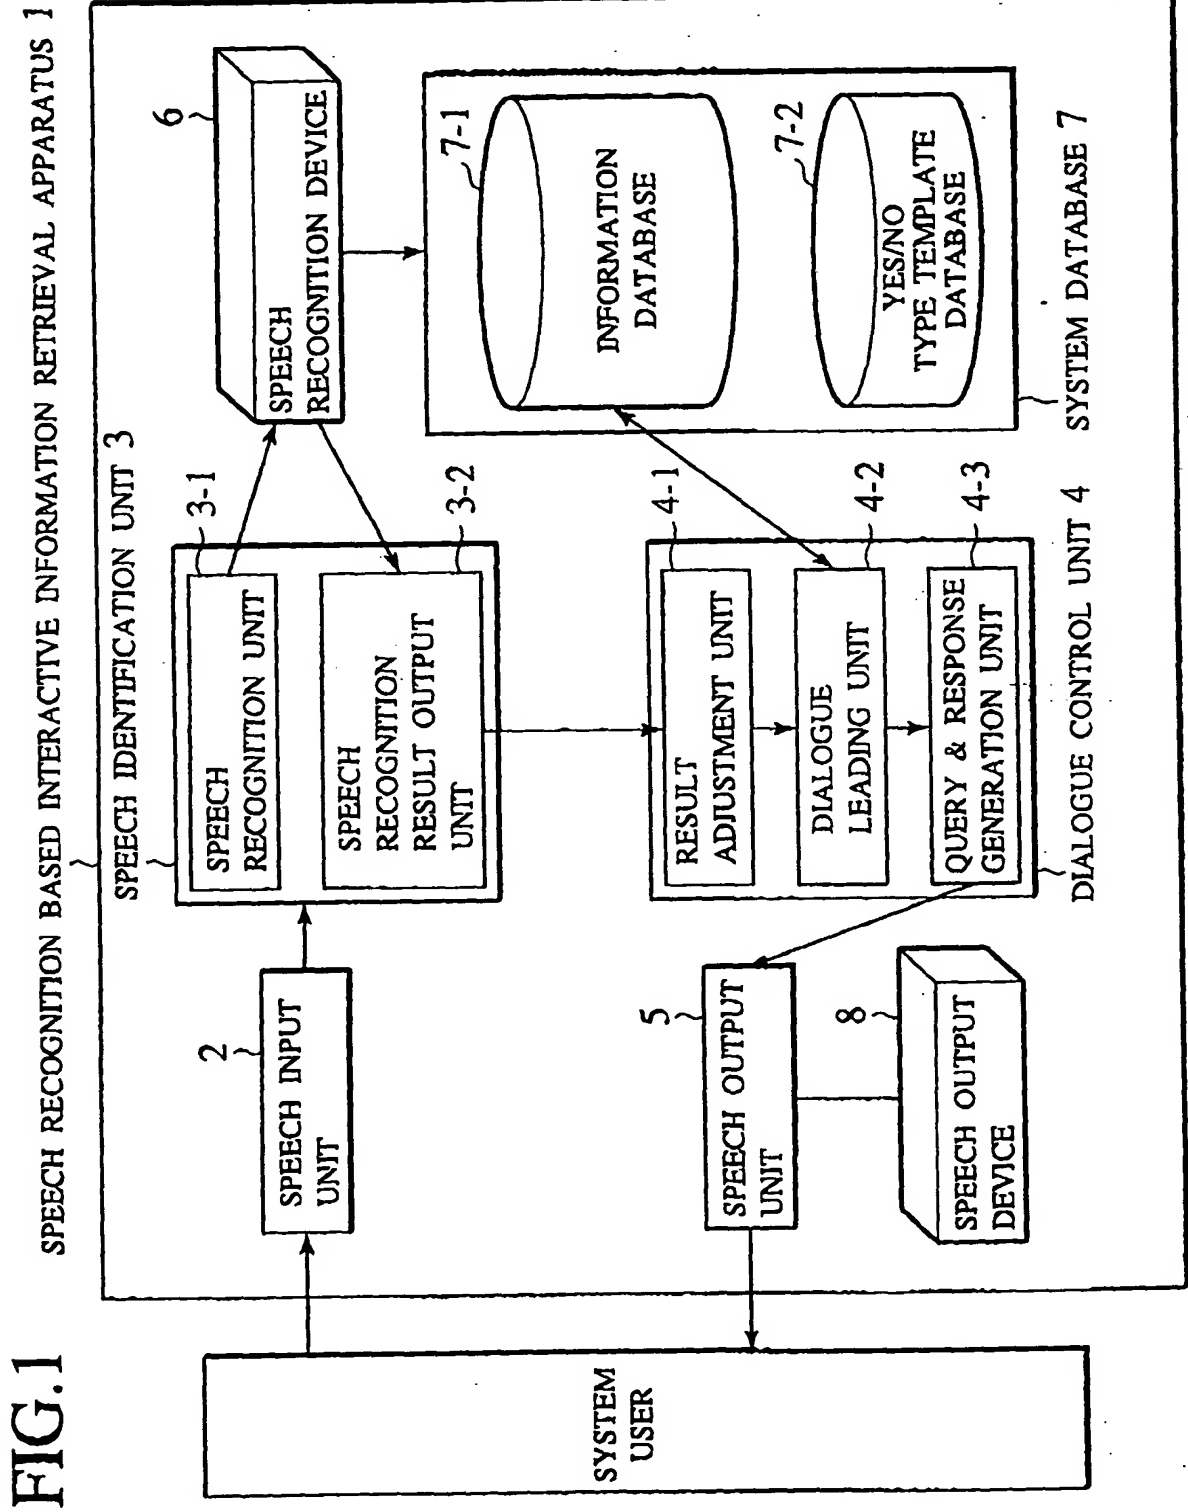 FIG.1
SPEECH RECOGNITION BASED INTERACTIVE INFORMATION RETRIEVAL APPARATUS 1
SPEECH IDENTIFICATION UNIT 3
SYSTEM
USER
2
SPEECH INPUT
UNIT
3-1
SPEECH
RECOGNITION UNIT
3-2
SPEECH
RECOGNITION
RESULT OUTPUT
UNIT
6
SPEECH
RECOGNITION DEVICE
7-1
INFORMATION
DATABASE
7-2
YES/NO
TYPE TEMPLATE
DATABASE
SYSTEM DATABASE 7
4-1
RESULT
ADJUSTMENT UNIT
4-2
DIALOGUE
LEADING UNIT
4-3
QUERY & RESPONSE
GENERATION UNIT
DIALOGUE CONTROL UNIT 4
5
SPEECH OUTPUT
UNIT
8
SPEECH OUTPUT
DEVICE